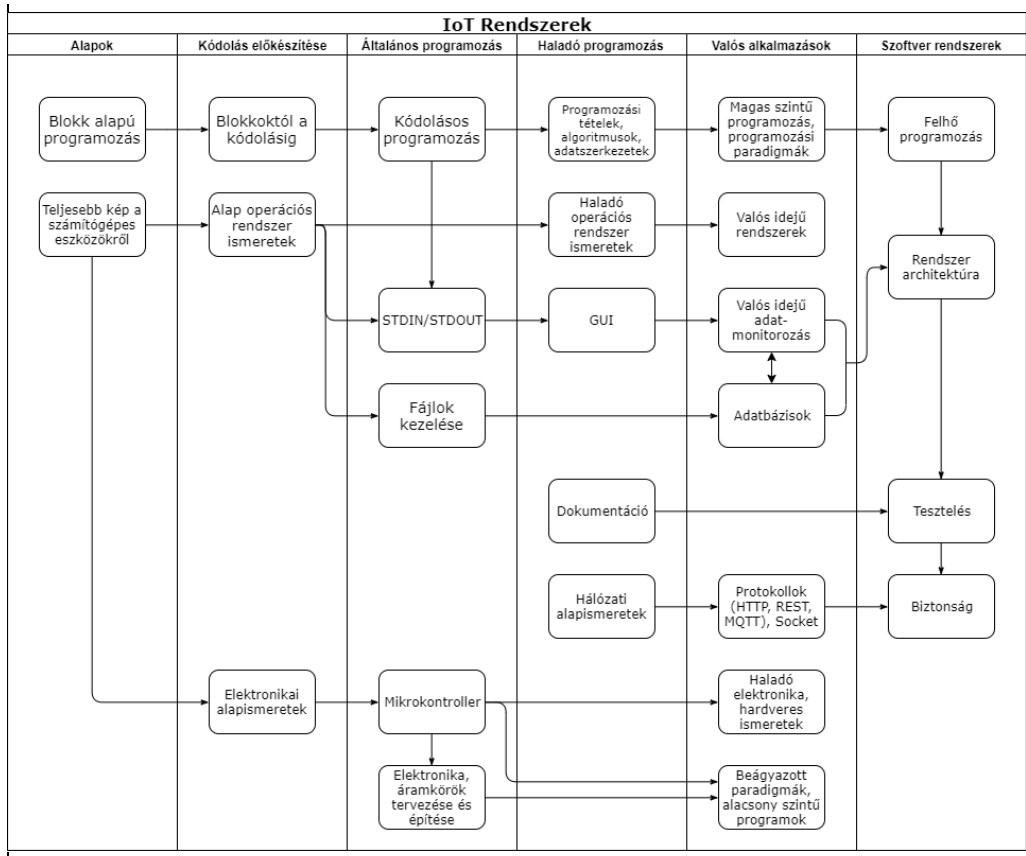 IoT Rendszerek
Alapok
Kódolás előkészítése
Általános programozás
Haladó programozás
Valós alkalmazások
Szoftver rendszerek
Blokk alapú
programozás
Blokkoktól a
kódolásig
Kódolásos
programozás
Programozási
tételek,
algoritmusok,
adatszerkezetek
Magas szintű
programozás,
programozási
paradigmák
Felhő
programozás
Teljesebb kép a
számítógépes
eszközökről
Alap operációs
rendszer
ismeretek
Haladó
operációs
rendszer
ismeretek
Valós idejű
rendszerek
Rendszer
architektúra
STDIN/STDOUT
GUI
Valós idejű
adat-
monitorozás
Fájlok
kezelése
Adatbázisok
Dokumentáció
Tesztelés
Hálózati
alapismeretek
Protokollok
(HTTP, REST,
MQTT), Socket
Biztonság
Elektronikai
alapismeretek
Mikrokontroller
Haladó
elektronika,
hardveres
ismeretek
Elektronika,
áramkörök
tervezése és
építése
Beágyazott
paradigmák,
alacsony szintű
programok